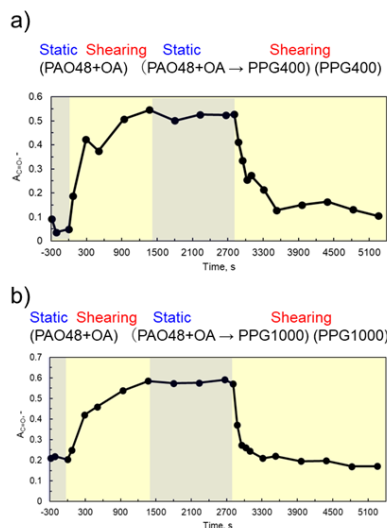 a)
Static Shearing Static Shearing
(PAO48+OA) (PAO48+OA → PPG400) (PPG400)
0.6
0.5
0.4
0.3
0.2
0.1
0
A C=O, -
-300 300 900 1500 2100 2700 3300 3900 4500 5100
Time, s
b)
Static Shearing Static Shearing
(PAO48+OA) (PAO48+OA → PPG1000) (PPG1000)
0.7
0.6
0.5
0.4
0.3
0.2
0.1
0
A C=O, -
-300 300 900 1500 2100 2700 3300 3900 4500 5100
Time, s